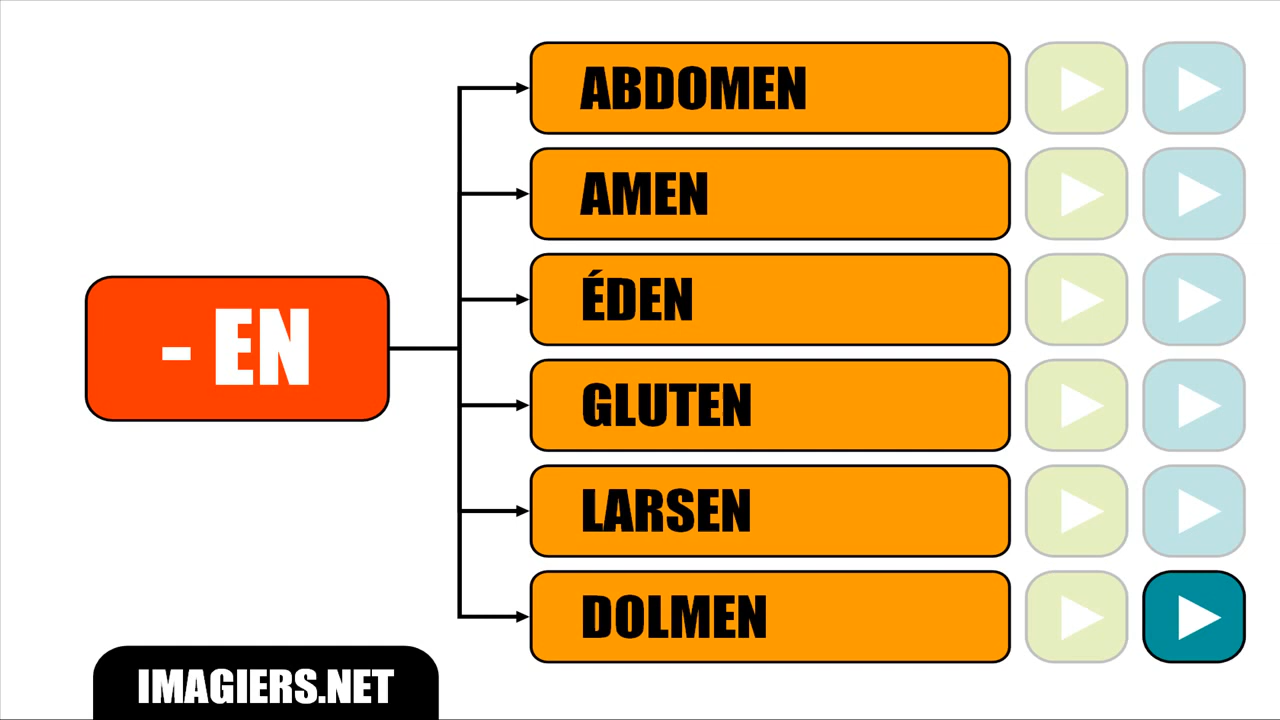 ABDOMEN
AMEN
ÉDEN
- EN
GLUTEN
LARSEN
DOLMEN
IMAGIERS.NET